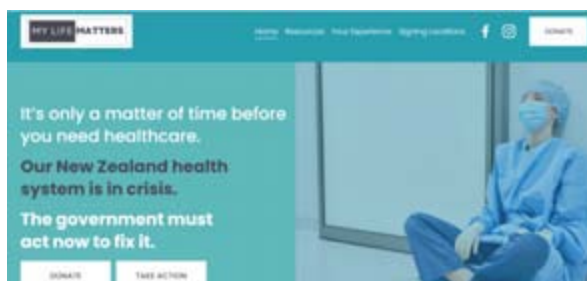 MY LIFE MATTERS
Home Resources Your Experience Signing conditions
DONATE
It's only a matter of time before
you need healthcare.
Our New Zealand health
system is in crisis.
The government must
act now to fix it.
DONATE TAKE ACTION